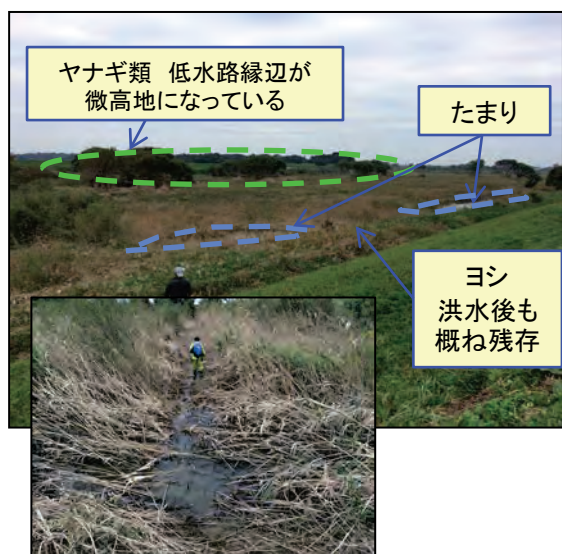 ヤナギ類 低水路縁辺が
微高地になっている
たまり
ヨシ
洪水後も
概ね残存